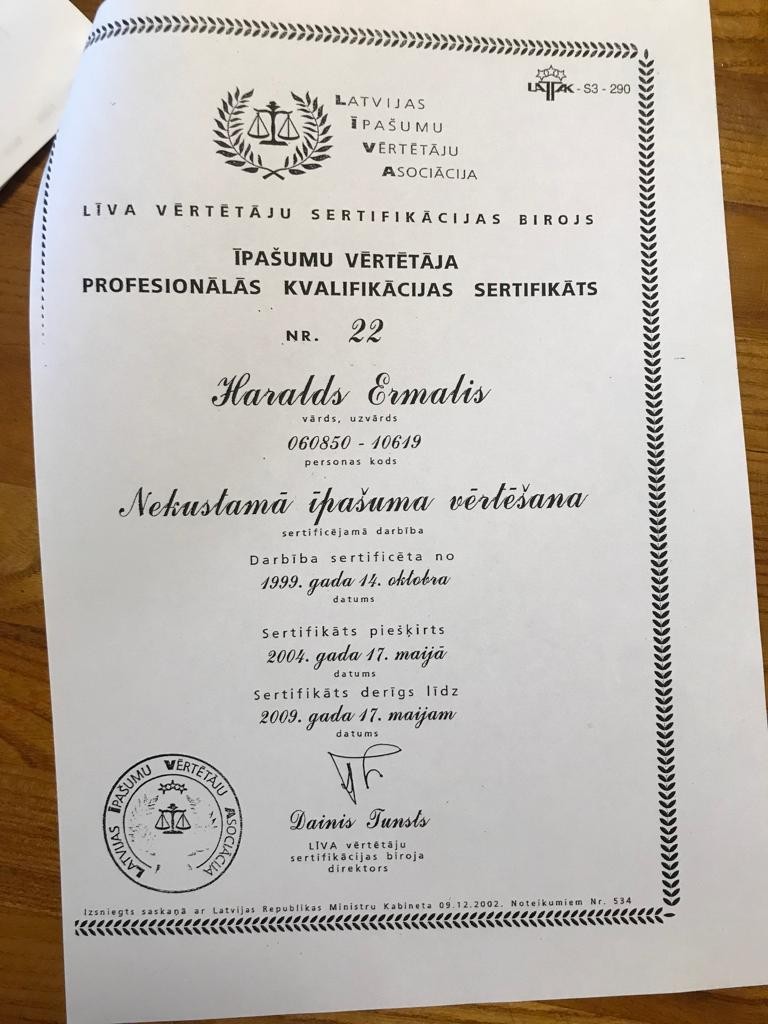 LATAK - S3 - 290
LATVIJAS
ĪPAŠUMU
VĒRTĒTĀJU
ASOCIĀCIJA
LĪVA VĒRTĒTĀJU SERTIFIKĀCIJAS BIROJS
ĪPAŠUMU VĒRTĒTĀJA
PROFESIONĀLĀS KVALIFIKĀCIJAS SERTIFIKĀTS
NR. 22
Haralds Ermalis
vārds, uzvārds
060850 - 10619
personas kods
Nekustamā īpašuma vērtēšana
sertificējamā darbība
Darbība sertificēta no
1999. gada 14. oktobra
datums
Sertifikāts piešķirts
2004. gada 17. maijā
datums
Sertifikāts derīgs līdz
2009. gada 17. maijam
datums
Dainis Tunsts
LĪVA vērtētāju
sertifikācijas biroja
direktors
LATVIJAS ĪPAŠUMU VĒRTĒTĀJU ASOCIĀCIJA
Izsniegts saskaņā ar Latvijas Republikas Ministru Kabineta 09.12.2002. Noteikumiem Nr. 534